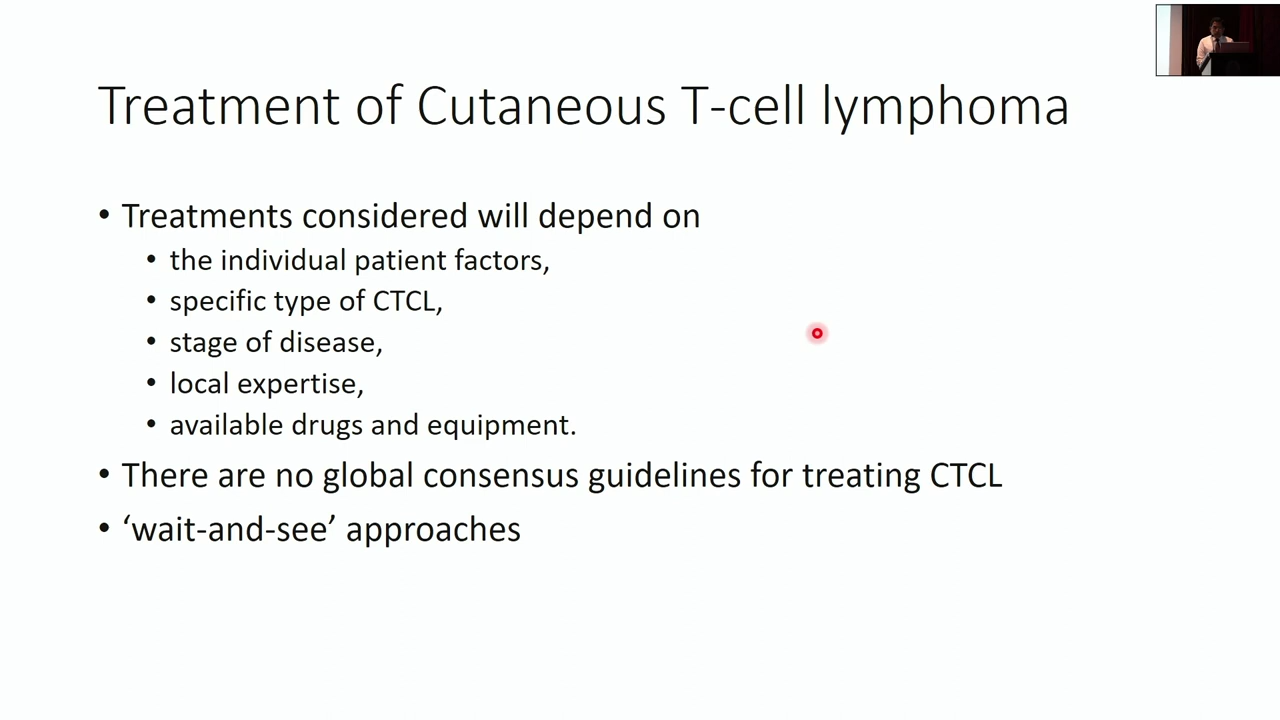 Treatment of Cutaneous T-cell lymphoma
• Treatments considered will depend on
• the individual patient factors,
• specific type of CTCL,
• stage of disease,
• local expertise,
• available drugs and equipment.
• There are no global consensus guidelines for treating CTCL
• ‘wait-and-see’ approaches